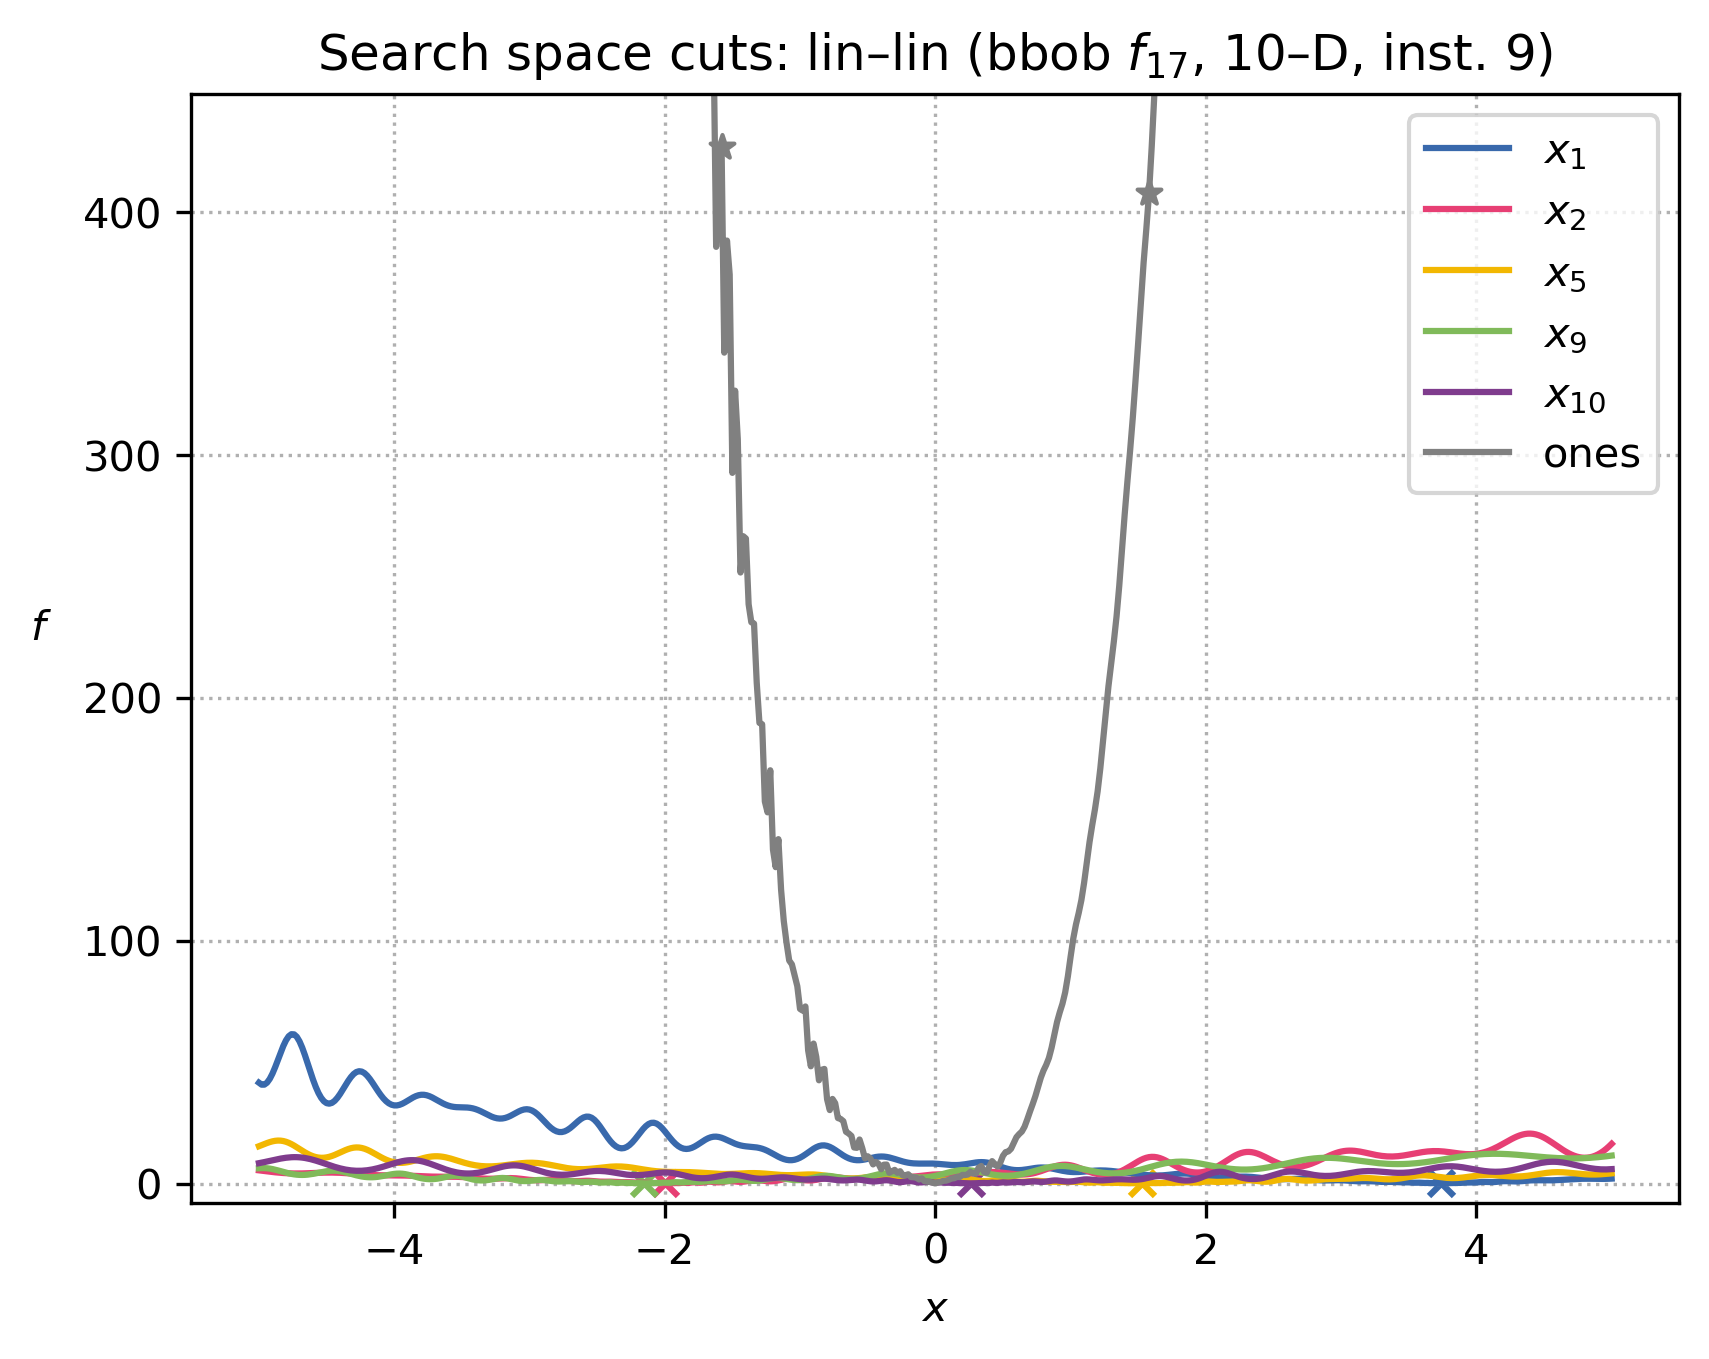 Search space cuts: lin–lin (bbob f₁₇, 10–D, inst. 9)
x₁
x₂
x₅
x₉
x₁₀
ones
400
300
200
100
0
f
−4
−2
0
2
4
x